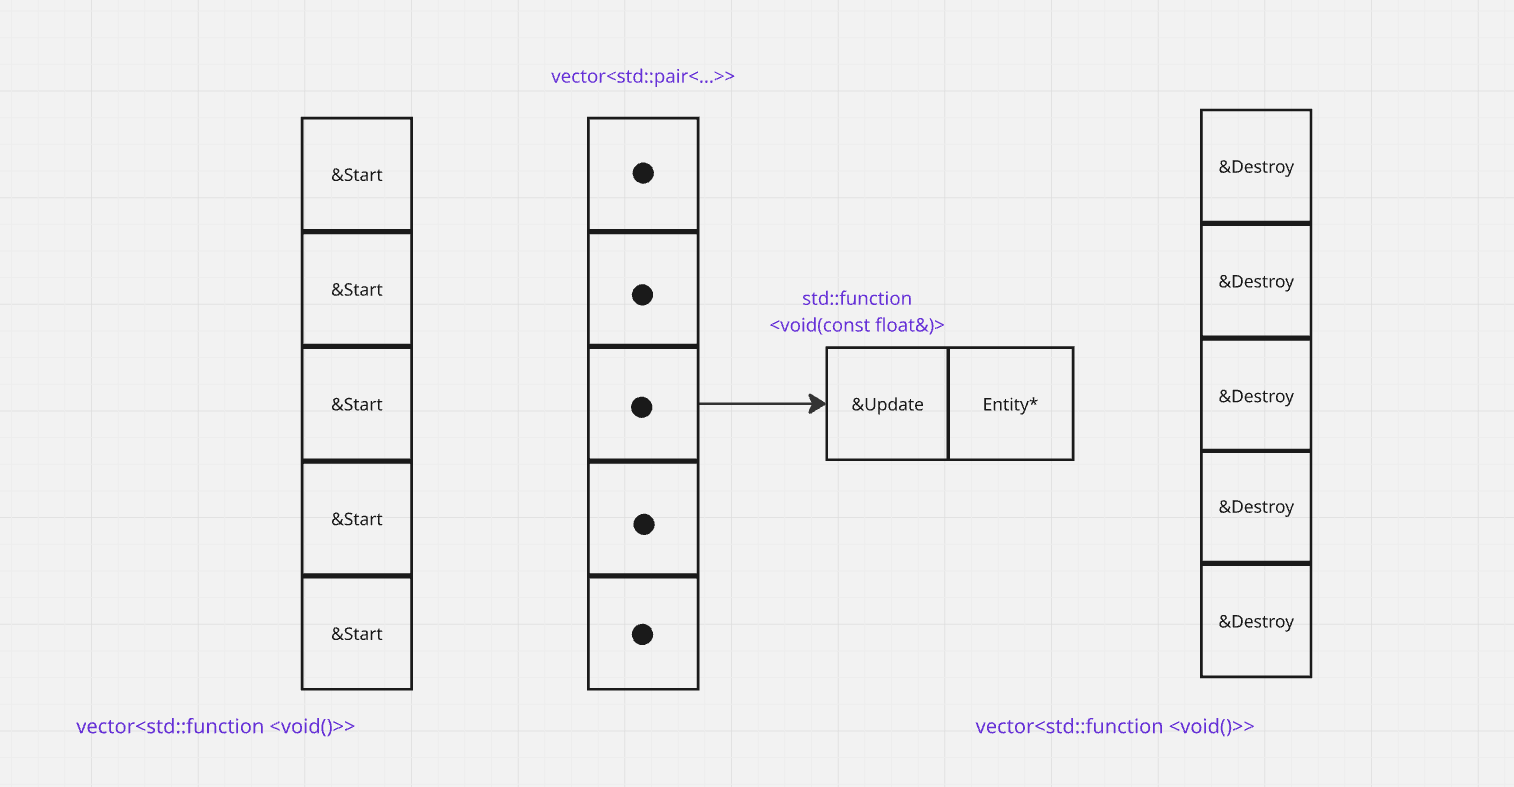 vector<std::pair<...>>
&Start
&Start
&Start
&Start
&Start
std::function
<void(const float&)>
&Update
Entity*
&Destroy
&Destroy
&Destroy
&Destroy
&Destroy
vector<std::function <void()>>
vector<std::function <void()>>